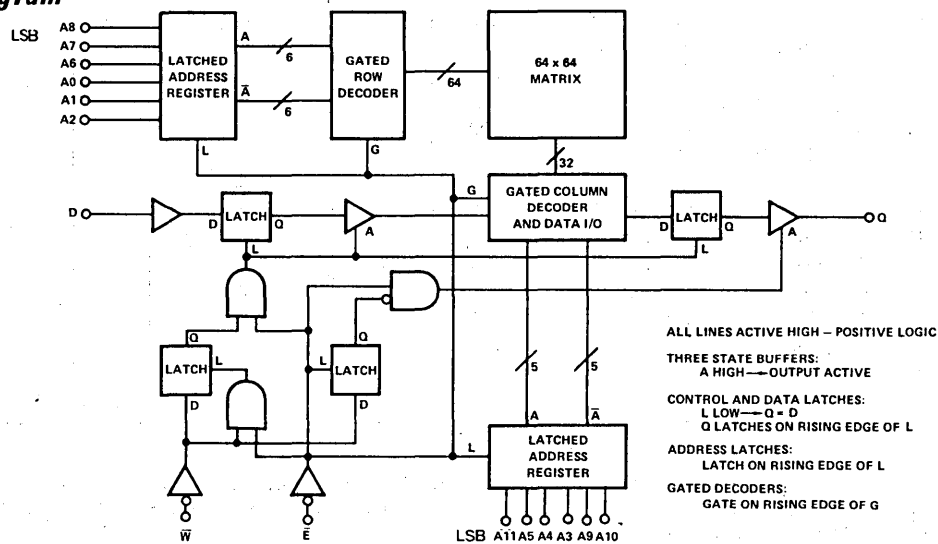 gram
LSB
A8
A7
A6
A0
A1
A2
LATCHED
ADDRESS
REGISTER
A
6
Ā
6
L
GATED
ROW
DECODER
G
64
64 x 64
MATRIX
32
D
D LATCH Q
L
A
G
GATED COLUMN
DECODER
AND DATA I/O
D LATCH Q
L
A
Q
Q
LATCH
L
D
Q
L
LATCH
D
5
5
A
Ā
L
LATCHED
ADDRESS
REGISTER
W̄
Ē
LSB A11 A5 A4 A3 A9 A10
ALL LINES ACTIVE HIGH – POSITIVE LOGIC
THREE STATE BUFFERS:
A HIGH → OUTPUT ACTIVE
CONTROL AND DATA LATCHES:
L LOW → Q = D
Q LATCHES ON RISING EDGE OF L
ADDRESS LATCHES:
LATCH ON RISING EDGE OF L
GATED DECODERS:
GATE ON RISING EDGE OF G